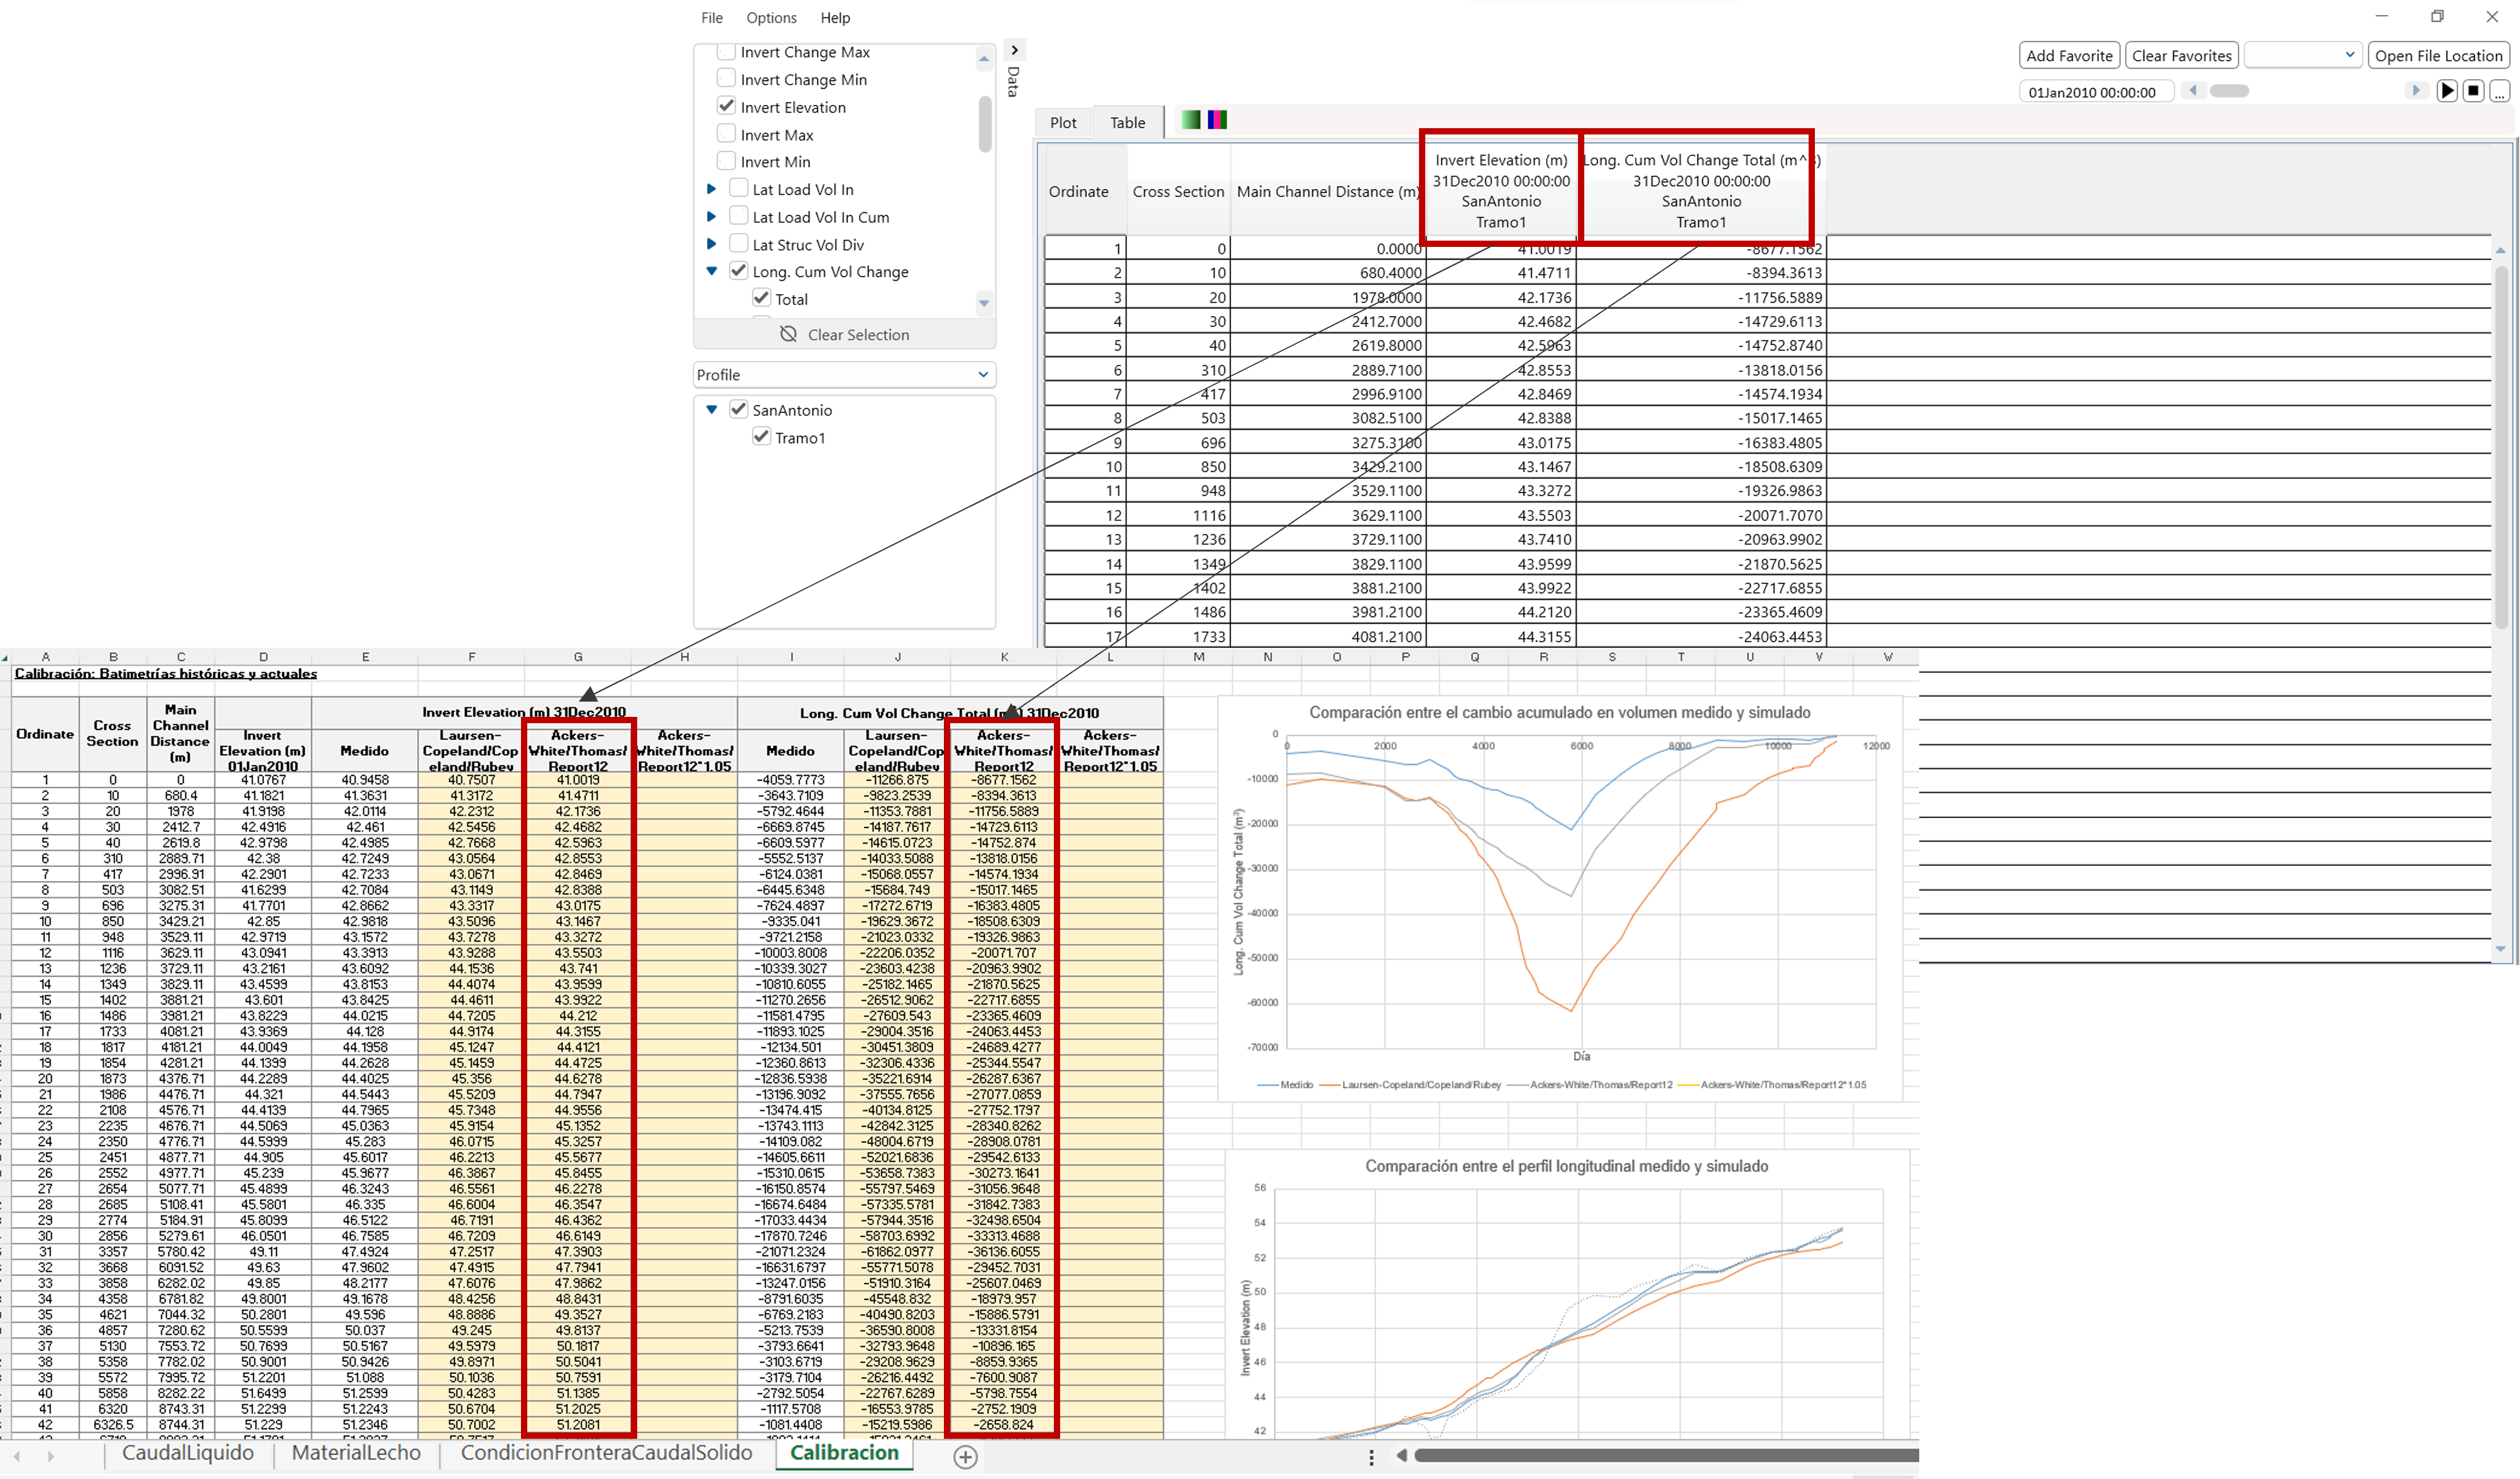 File Options Help
Invert Change Max
Invert Change Min
Invert Elevation
Invert Max
Invert Min
Lat Load Vol In
Lat Load Vol In Cum
Lat Struc Vol Div
Long. Cum Vol Change
Total
Clear Selection
Profile
SanAntonio
Tramo1
Data
Add Favorite Clear Favorites Open File Location
01Jan2010 00:00:00 ...
Plot Table
Ordinate Cross Section Main Channel Distance (m) Invert Elevation (m) 31Dec2010 00:00:00 SanAntonio Tramo1 Long. Cum Vol Change Total (m^3) 31Dec2010 00:00:00 SanAntonio Tramo1
1 0 0.0000 41.0019 -8677.1562
2 10 680.4000 41.4711 -8394.3613
3 20 1978.0000 42.1736 -11756.5889
4 30 2412.7000 42.4682 -14729.6113
5 40 2619.8000 42.5963 -14752.8740
6 310 2889.7100 42.8553 -13818.0156
7 417 2996.9100 42.8469 -14574.1934
8 503 3082.5100 42.8388 -15017.1465
9 696 3275.3100 43.0175 -16383.4805
10 850 3429.2100 43.1467 -18508.6309
11 948 3529.1100 43.3272 -19326.9863
12 1116 3629.1100 43.5503 -20071.7070
13 1236 3729.1100 43.7410 -20963.9902
14 1349 3829.1100 43.9599 -21870.5625
15 1402 3881.2100 43.9922 -22717.6855
16 1486 3981.2100 44.2120 -23365.4609
17 1733 4081.2100 44.3155 -24063.4453
A B C D E F G H I J K L M N O P Q R S T U V W
Calibración: Batimetrías históricas y actuales
Invert Elevation (m) 31Dec2010 Long. Cum Vol Change Total 31Dec2010
Ordinate Cross Section Main Channel Distance (m) Invert Elevation (m) 01Jan2010 Medido Laursen-Copeland/Copeland/Rubey Ackers-White/Thomas/Report12 Ackers-White/Thomas/Report12*1.05 Medido Laursen-Copeland/Copeland/Rubey Ackers-White/Thomas/Report12 Ackers-White/Thomas/Report12*1.05
1 0 0 41.0767 40.9458 40.7507 41.0019 -4059.7773 -11266.875 -8677.1562
2 10 680.4 41.1821 41.3631 41.3172 41.4711 -3643.7109 -9823.2539 -8394.3613
3 20 1978 41.9198 42.0114 42.2312 42.1736 -5792.4644 -11353.7881 -11756.5889
4 30 2412.7 42.4916 42.461 42.5456 42.4682 -6669.8745 -14187.7617 -14729.6113
5 40 2619.8 42.9798 42.4985 42.7668 42.5963 -6609.5977 -14615.0723 -14752.874
6 310 2889.71 42.38 42.7249 43.0564 42.8553 -5552.5137 -14033.5088 -13818.0156
7 417 2996.91 42.2901 42.7233 43.0671 42.8469 -6124.0381 -15068.0557 -14574.1934
8 503 3082.51 41.6299 42.7084 43.1149 42.8388 -6445.6348 -15684.749 -15017.1465
9 696 3275.31 41.7701 42.8662 43.3317 43.0175 -7624.4897 -17272.6719 -16383.4805
10 850 3429.21 42.85 42.9818 43.5096 43.1467 -9335.041 -19629.3672 -18508.6309
11 948 3529.11 42.9719 43.1572 43.7278 43.3272 -9721.2158 -21023.0332 -19326.9863
12 1116 3629.11 43.0941 43.3913 43.9288 43.5503 -10003.8008 -22206.0352 -20071.707
13 1236 3729.11 43.2161 43.6092 44.1536 43.741 -10339.3027 -23603.4238 -20963.9902
14 1349 3829.11 43.4599 43.8153 44.4074 43.9599 -10810.6055 -25182.1465 -21870.5625
15 1402 3881.21 43.601 43.8425 44.4611 43.9922 -11270.2656 -26512.9062 -22717.6855
16 1486 3981.21 43.8229 44.0215 44.7205 44.212 -11581.4795 -27609.543 -23365.4609
17 1733 4081.21 43.9369 44.128 44.9174 44.3155 -11893.1025 -29004.3516 -24063.4453
18 1817 4181.21 44.0049 44.1958 45.1247 44.4121 -12134.501 -30451.3809 -24689.4277
19 1854 4281.21 44.1399 44.2628 45.1459 44.4725 -12360.8613 -32306.4336 -25344.5547
20 1873 4376.71 44.2289 44.4025 45.356 44.6278 -12836.5938 -35221.6914 -26287.6367
21 1986 4476.71 44.321 44.5443 45.5209 44.7947 -13196.9092 -37555.7656 -27077.0859
22 2108 4576.71 44.4139 44.7965 45.7348 44.9556 -13474.415 -40134.8125 -27752.1797
23 2235 4676.71 44.5069 45.0363 45.9154 45.1352 -13743.1113 -42842.3125 -28340.8262
24 2350 4776.71 44.5999 45.283 46.0715 45.3257 -14109.082 -48004.6719 -28908.0781
25 2451 4877.71 44.905 45.6017 46.2213 45.5677 -14605.6611 -52021.6836 -29542.6133
26 2552 4977.71 45.239 45.9677 46.3867 45.8455 -15310.0615 -53658.7383 -30273.1641
27 2654 5077.71 45.4899 46.3243 46.5561 46.2278 -16150.8574 -55797.5469 -31056.9648
28 2685 5108.41 45.5801 46.335 46.6004 46.3547 -16674.6484 -57335.5781 -31842.7383
29 2774 5184.91 45.8099 46.5122 46.7191 46.4362 -17033.4434 -57944.3516 -32498.6504
30 2856 5279.61 46.0501 46.7585 46.7209 46.6149 -17870.7246 -58703.6992 -33313.4688
31 3357 5780.42 49.11 47.4924 47.2517 47.3903 -21071.2324 -61862.0977 -36136.6055
32 3668 6091.52 49.63 47.9602 47.4915 47.7941 -16631.6797 -55771.5078 -29452.7031
33 3858 6282.02 49.85 48.2177 47.6076 47.9862 -13247.0156 -51910.3164 -25607.0469
34 4358 6781.82 49.8001 49.1678 48.4256 48.8431 -8791.6035 -45548.832 -18979.957
35 4621 7044.32 50.2801 49.596 48.8886 49.3527 -6769.2183 -40490.8203 -15886.5791
36 4857 7280.62 50.5599 50.037 49.245 49.8137 -5213.7539 -36590.8008 -13331.8154
37 5130 7553.72 50.7699 50.5167 49.5979 50.1817 -3793.6641 -32793.9648 -10896.165
38 5358 7782.02 50.9001 50.9426 49.8971 50.5041 -3103.6719 -29208.9629 -8859.9365
39 5572 7995.72 51.2201 51.088 50.1036 50.7591 -3179.7104 -26216.4492 -7600.9087
40 5858 8282.22 51.6499 51.2599 50.4283 51.1385 -2792.5054 -22767.6289 -5798.7554
41 6320 8743.31 51.2299 51.2243 50.6704 51.2025 -1117.5708 -16553.9785 -2752.1909
42 6326.5 8744.31 51.229 51.2346 50.7002 51.2081 -1081.4408 -15219.5986 -2658.824
Comparación entre el cambio acumulado en volumen medido y simulado
0 2000 4000 6000 8000 10000 12000
0
-10000
-20000
-30000
-40000
-50000
-60000
-70000
Long. Cum Vol Change Total (m³)
Día
Medido Laursen-Copeland/Copeland/Rubey Ackers-White/Thomas/Report12 Ackers-White/Thomas/Report12*1.05
Comparación entre el perfil longitudinal medido y simulado
56
54
52
50
48
46
44
42
Invert Elevation (m)
CaudalLiquido MaterialLecho CondicionFronteraCaudalSolido Calibracion